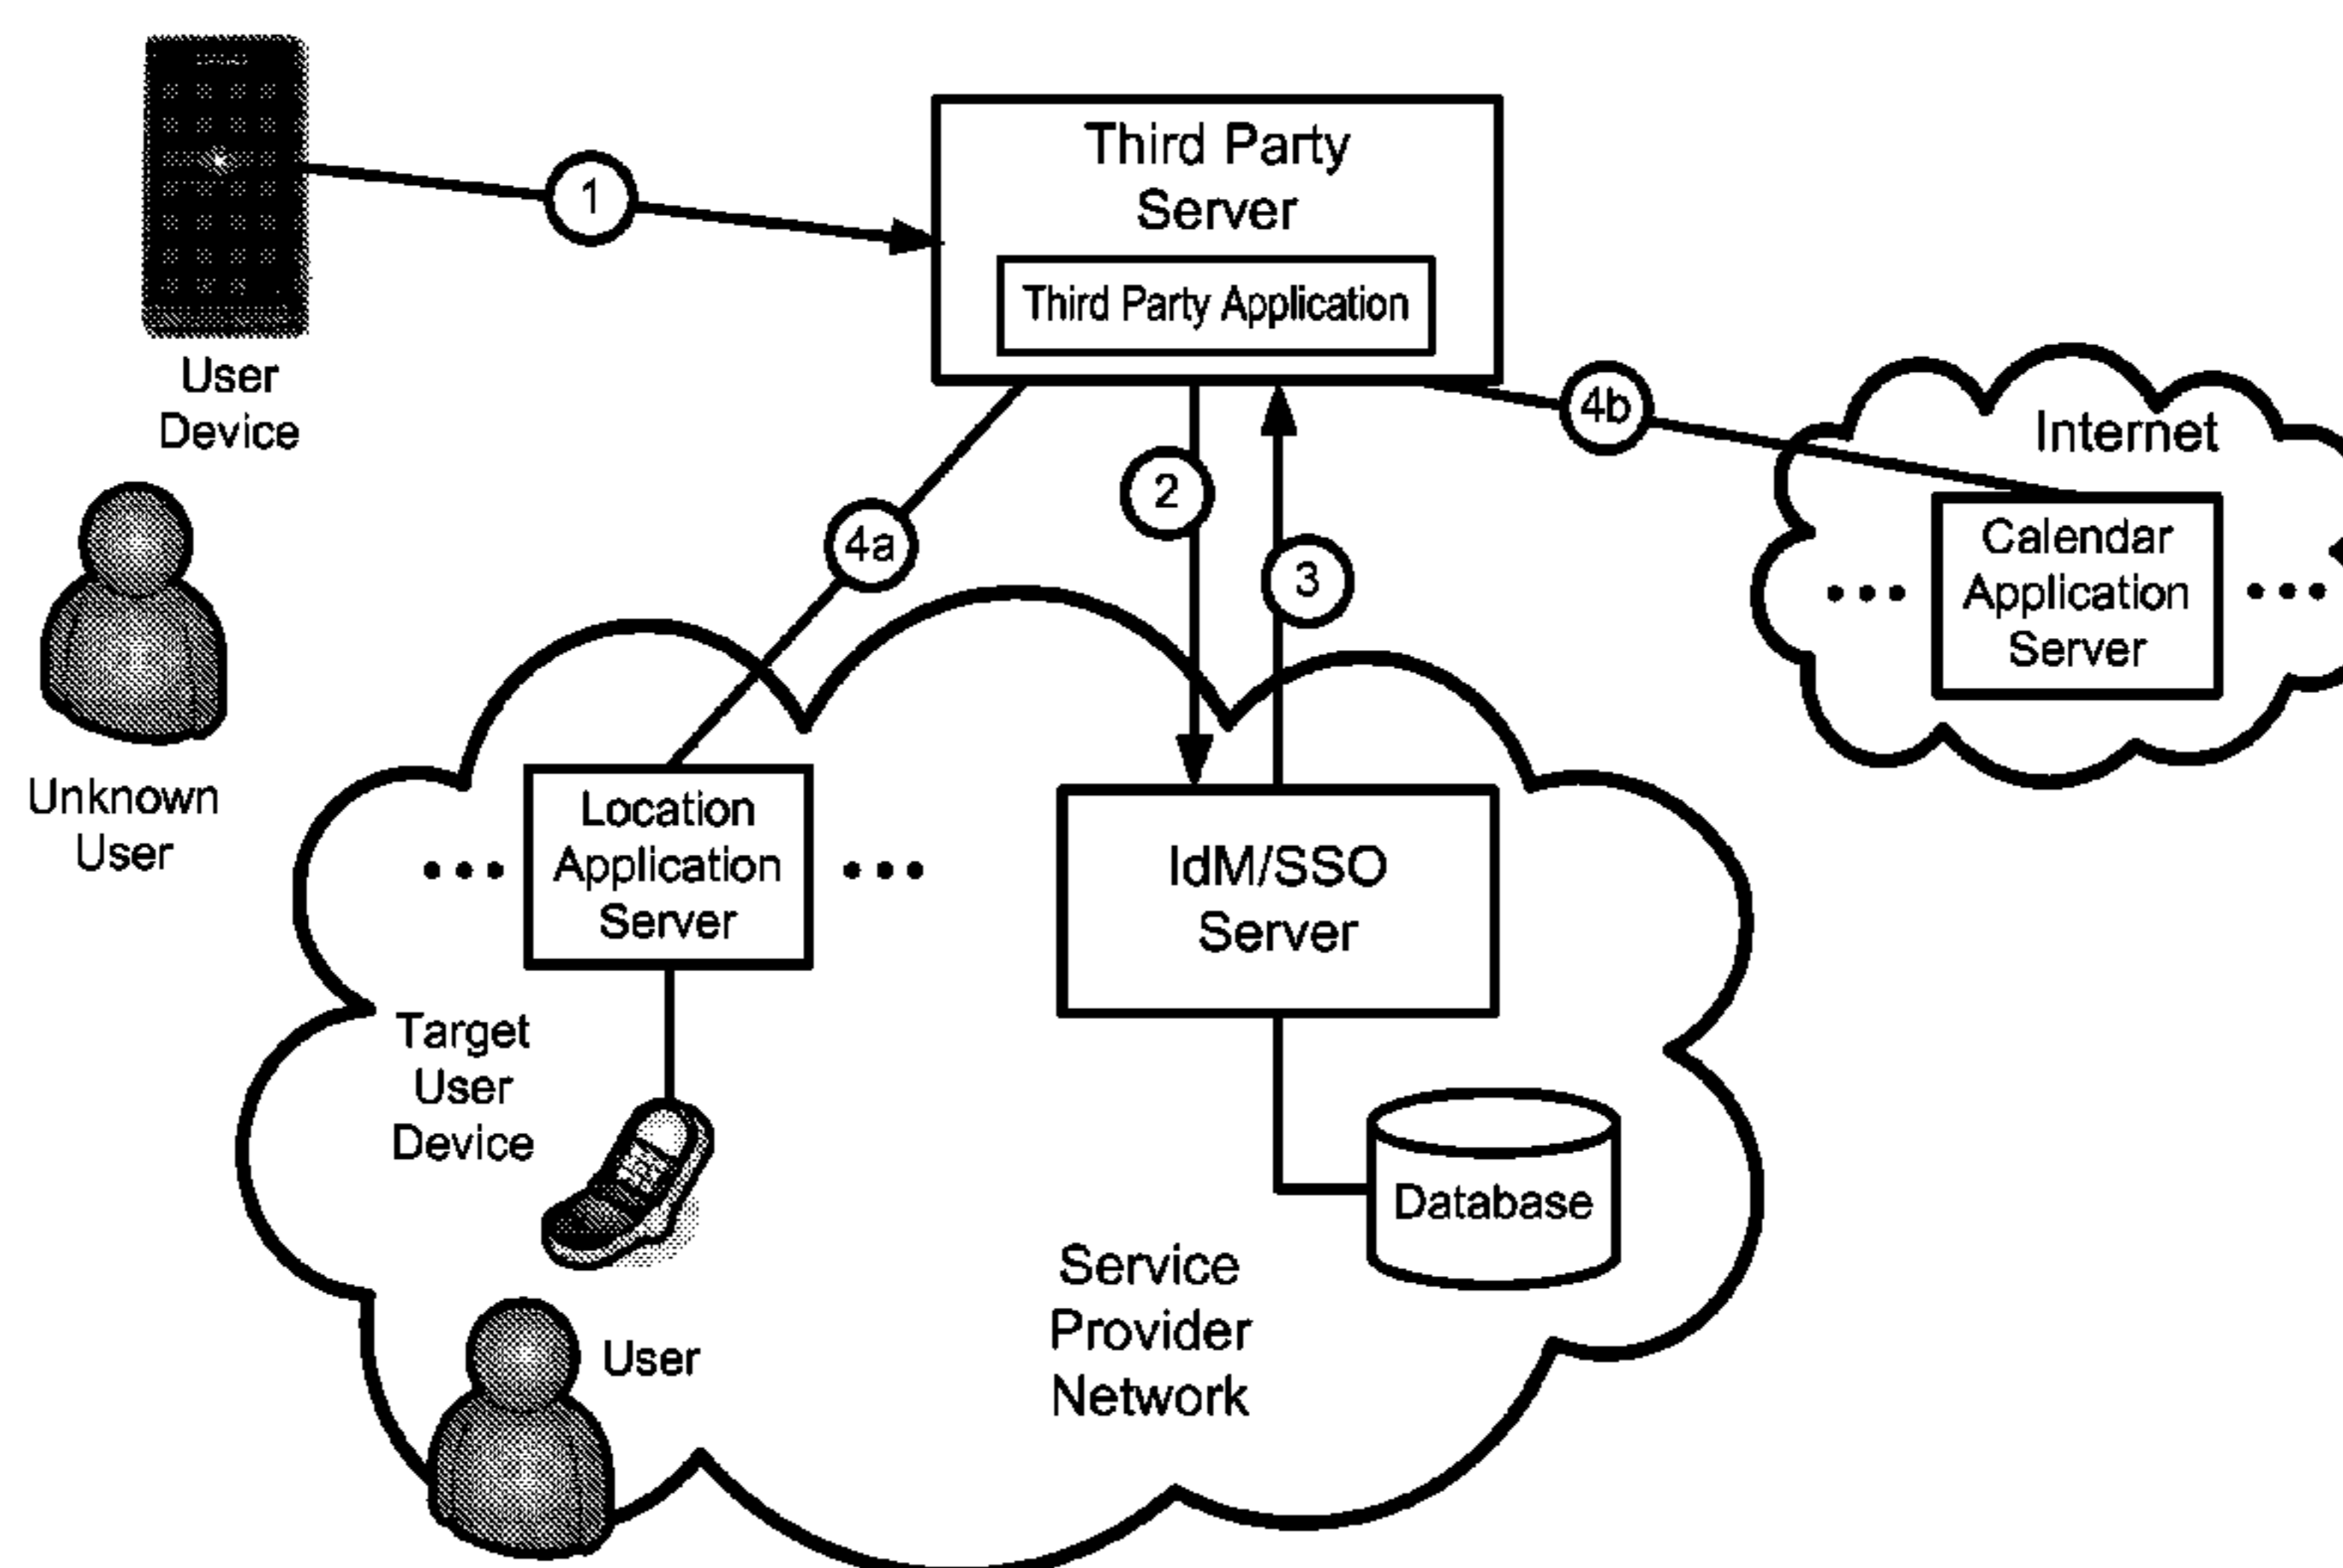 Third Party
Server
Third Party Application
1
User
Device
4b
Internet
2
4a
3
Calendar
Application
Server
Unknown
User
Location
Application
Server
IdM/SSO
Server
Target
User
Device
Database
Service
Provider
Network
User